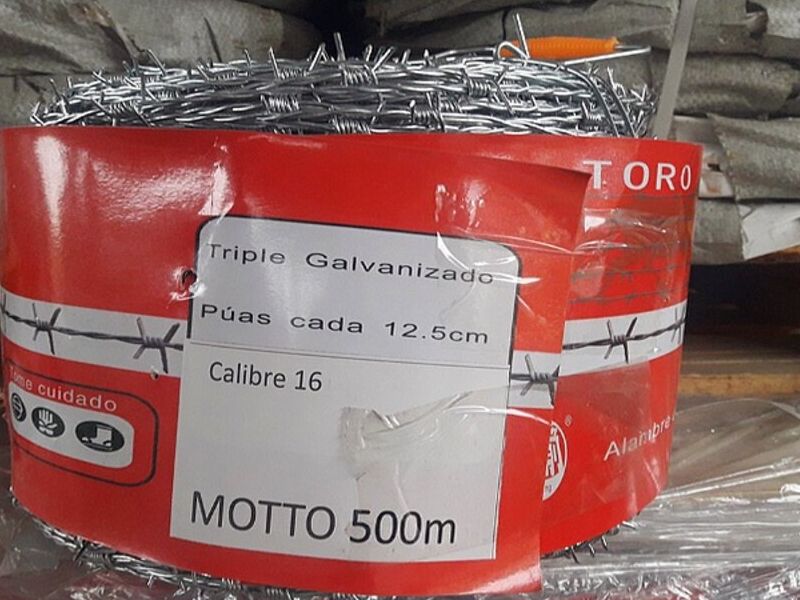 TORO
Triple Galvanizado
Púas cada 12.5cm
Calibre 16
MOTTO 500m
Tome cuidado
Alambre
®